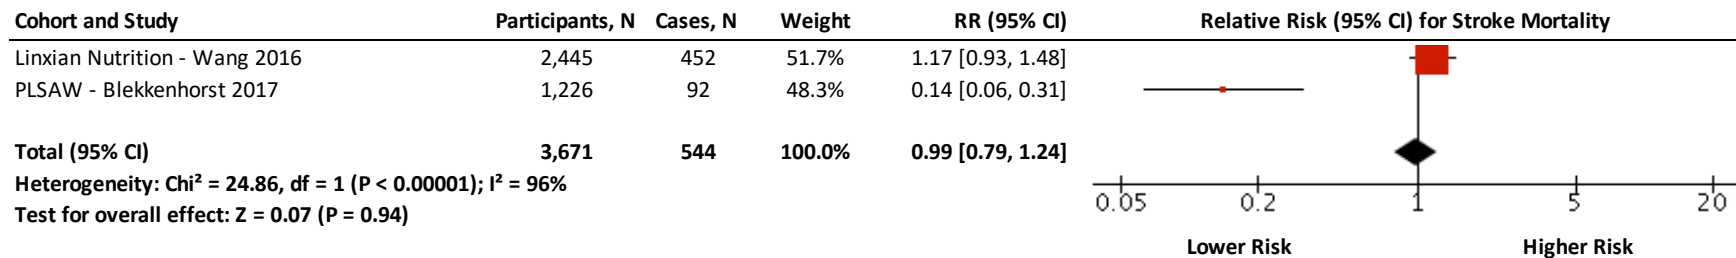 Cohort and Study Participants, N Cases, N Weight RR (95% CI) Relative Risk (95% CI) for Stroke Mortality
Linxian Nutrition - Wang 2016 2,445 452 51.7% 1.17 [0.93, 1.48]
PLSAW - Blekkenhorst 2017 1,226 92 48.3% 0.14 [0.06, 0.31]
Total (95% CI) 3,671 544 100.0% 0.99 [0.79, 1.24]
Heterogeneity: Chi² = 24.86, df = 1 (P < 0.00001); I² = 96%
Test for overall effect: Z = 0.07 (P = 0.94)
0.05 0.2 1 5 20
Lower Risk Higher Risk